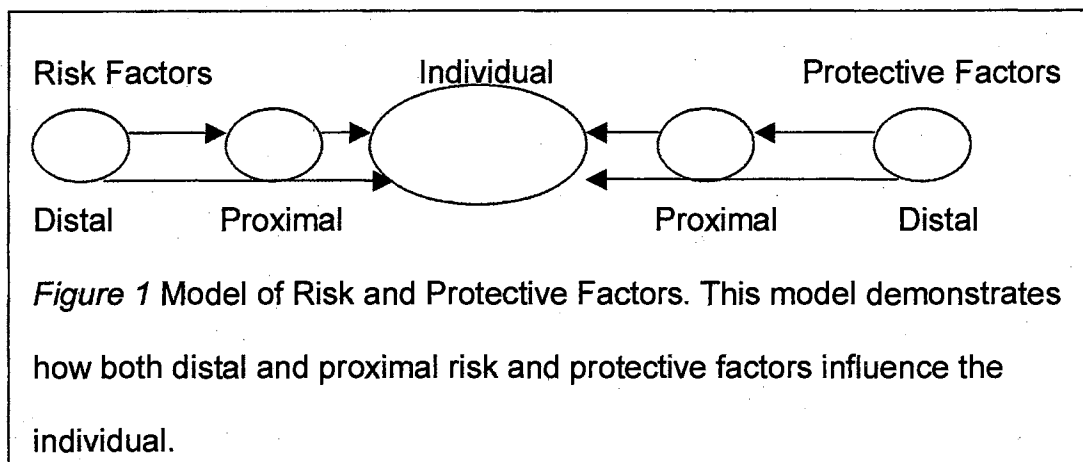 Risk Factors Individual Protective Factors
Distal Proximal Proximal Distal
Figure 1 Model of Risk and Protective Factors. This model demonstrates
how both distal and proximal risk and protective factors influence the
individual.